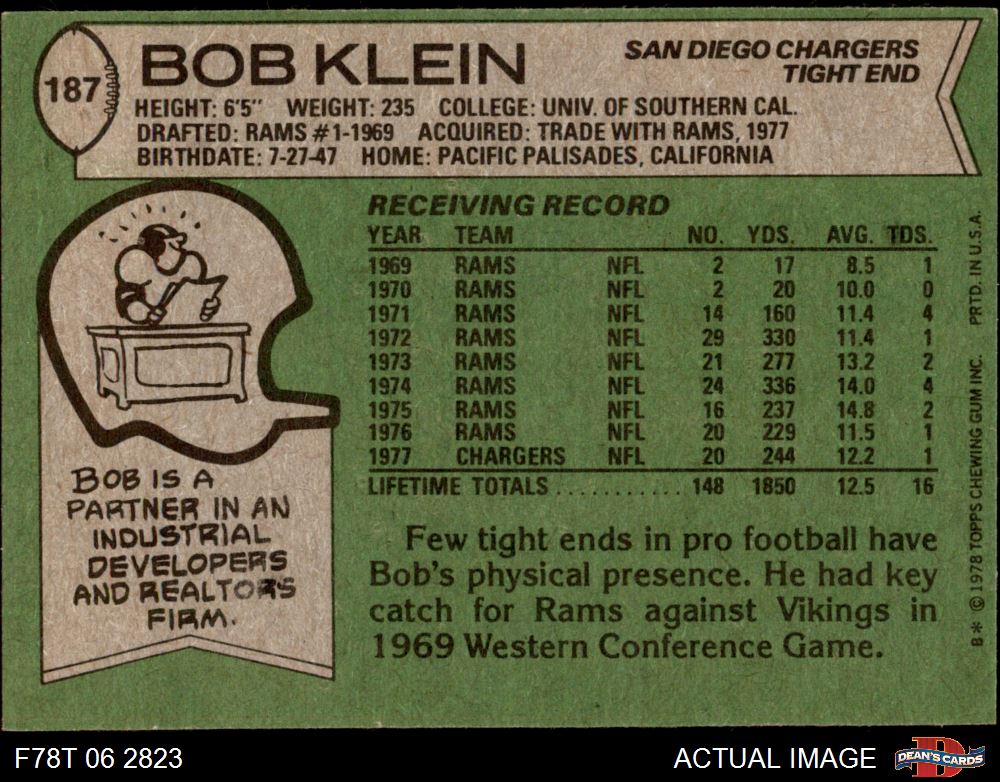 187
BOB KLEIN
SAN DIEGO CHARGERS
TIGHT END
HEIGHT: 6'5" WEIGHT: 235 COLLEGE: UNIV. OF SOUTHERN CAL.
DRAFTED: RAMS #1-1969 ACQUIRED: TRADE WITH RAMS, 1977
BIRTHDATE: 7-27-47 HOME: PACIFIC PALISADES, CALIFORNIA
RECEIVING RECORD
YEAR TEAM NO. YDS. AVG. TDS.
1969 RAMS NFL 2 17 8.5 1
1970 RAMS NFL 2 20 10.0 0
1971 RAMS NFL 14 160 11.4 4
1972 RAMS NFL 29 330 11.4 1
1973 RAMS NFL 21 277 13.2 2
1974 RAMS NFL 24 336 14.0 4
1975 RAMS NFL 16 237 14.8 2
1976 RAMS NFL 20 229 11.5 1
1977 CHARGERS NFL 20 244 12.2 1
LIFETIME TOTALS ........... 148 1850 12.5 16
BOB IS A
PARTNER IN AN
INDUSTRIAL
DEVELOPERS
AND REALTORS
FIRM.
Few tight ends in pro football have
Bob's physical presence. He had key
catch for Rams against Vikings in
1969 Western Conference Game.
B* © 1978 TOPPS CHEWING GUM INC. PRTD. IN U.S.A.
F78T 06 2823
ACTUAL IMAGE
D
DEAN'S CARDS